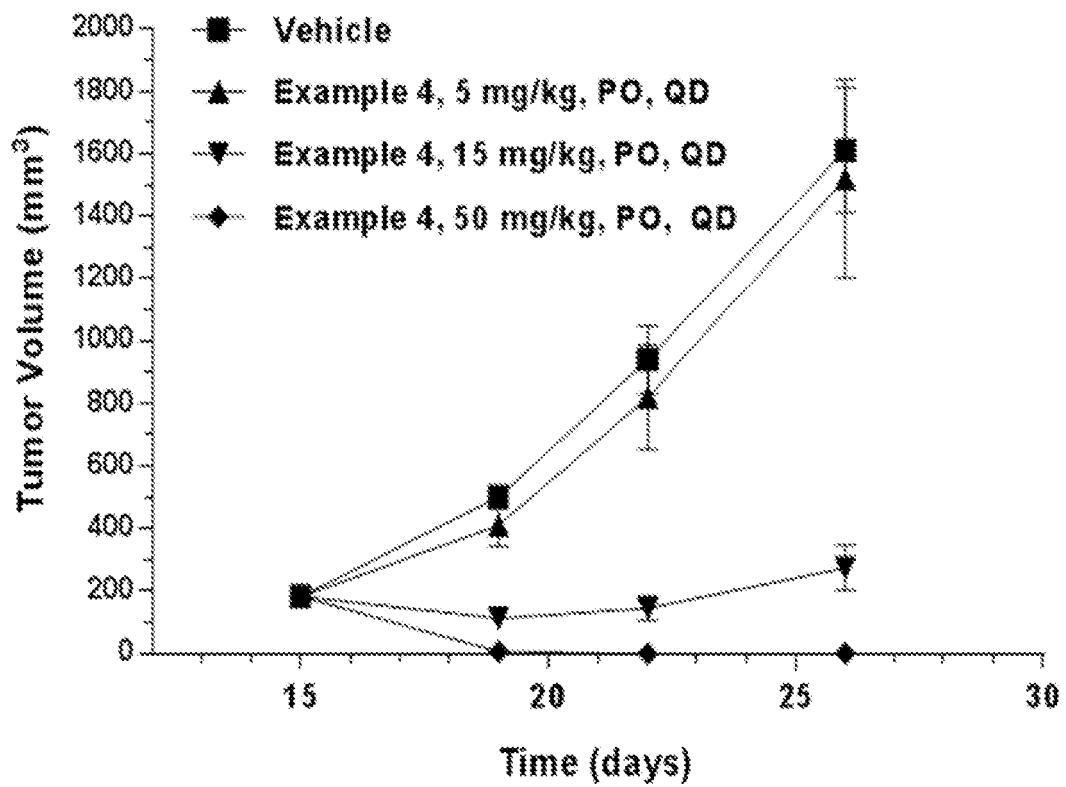 Vehicle
Example 4, 5 mg/kg, PO, QD
Example 4, 15 mg/kg, PO, QD
Example 4, 50 mg/kg, PO, QD
Tumor Volume (mm³)
2000
1800
1600
1400
1200
1000
800
600
400
200
0
15
20
25
30
Time (days)